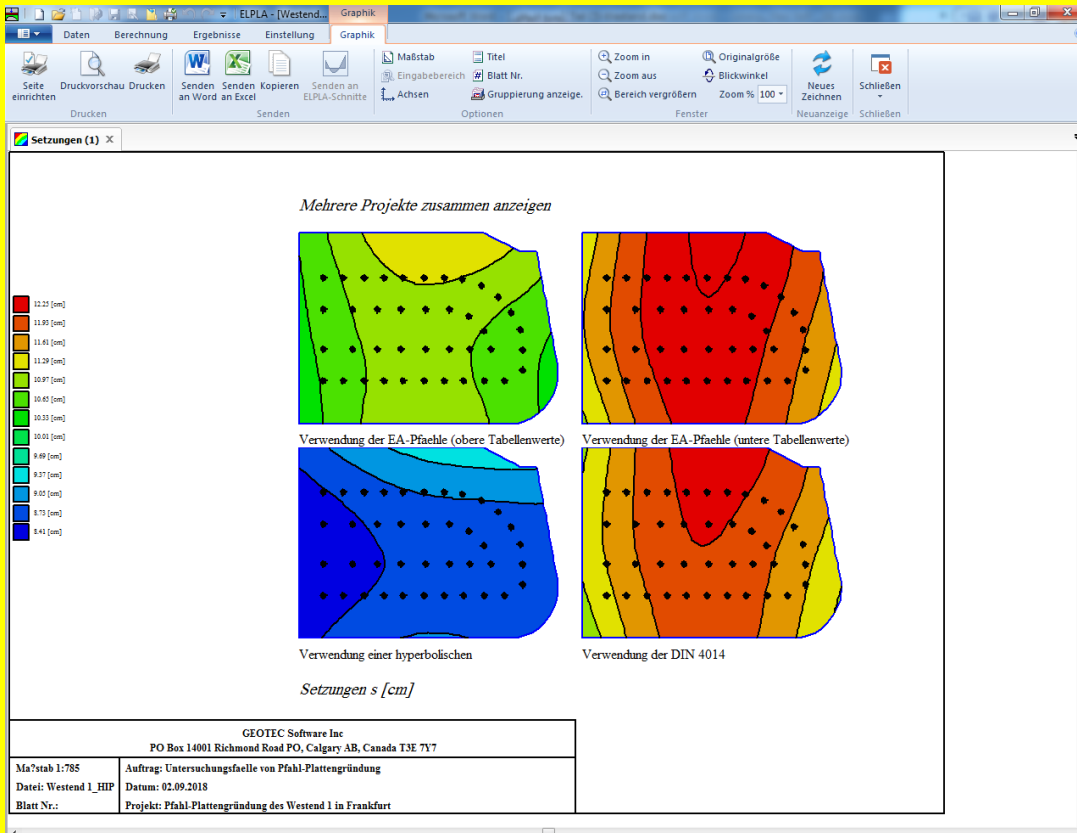 ELPLA - [Westend... Graphik
Daten Berechnung Ergebnisse Einstellung Graphik
Seite einrichten
Druckvorschau
Drucken
Drucken
Senden an Word
Senden an Excel
Kopieren
Senden an ELPLA-Schnitte
Senden
Maßstab
Eingabebereich
Achsen
Titel
Blatt Nr.
Gruppierung anzeige.
Optionen
Zoom in
Zoom aus
Bereich vergrößern
Originalgröße
Blickwinkel
Zoom % 100
Fenster
Neues Zeichnen
Neuanzeige
Schließen
Schließen
Setzungen (1) X
Mehrere Projekte zusammen anzeigen
12.25 [cm]
11.93 [cm]
11.61 [cm]
11.29 [cm]
10.97 [cm]
10.65 [cm]
10.33 [cm]
10.01 [cm]
9.69 [cm]
9.37 [cm]
9.05 [cm]
8.73 [cm]
8.41 [cm]
Verwendung der EA-Pfaehle (obere Tabellenwerte)
Verwendung der EA-Pfaehle (untere Tabellenwerte)
Verwendung einer hyperbolischen
Verwendung der DIN 4014
Setzungen s [cm]
GEOTEC Software Inc
PO Box 14001 Richmond Road PO, Calgary AB, Canada T3E 7Y7
Ma?stab 1:785
Auftrag: Untersuchungsfaelle von Pfahl-Plattengründung
Datei: Westend 1_HIP
Datum: 02.09.2018
Blatt Nr.:
Projekt: Pfahl-Plattengründung des Westend 1 in Frankfurt